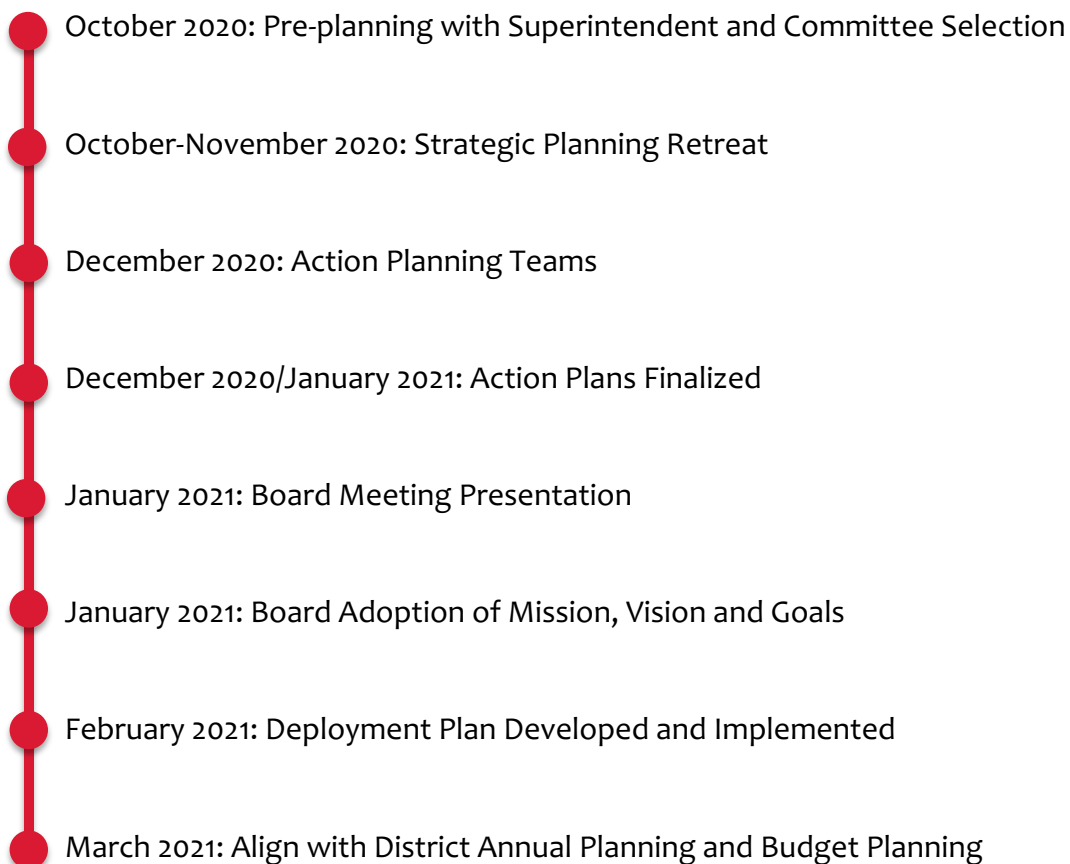 October 2020: Pre-planning with Superintendent and Committee Selection
October-November 2020: Strategic Planning Retreat
December 2020: Action Planning Teams
December 2020/January 2021: Action Plans Finalized
January 2021: Board Meeting Presentation
January 2021: Board Adoption of Mission, Vision and Goals
February 2021: Deployment Plan Developed and Implemented
March 2021: Align with District Annual Planning and Budget Planning